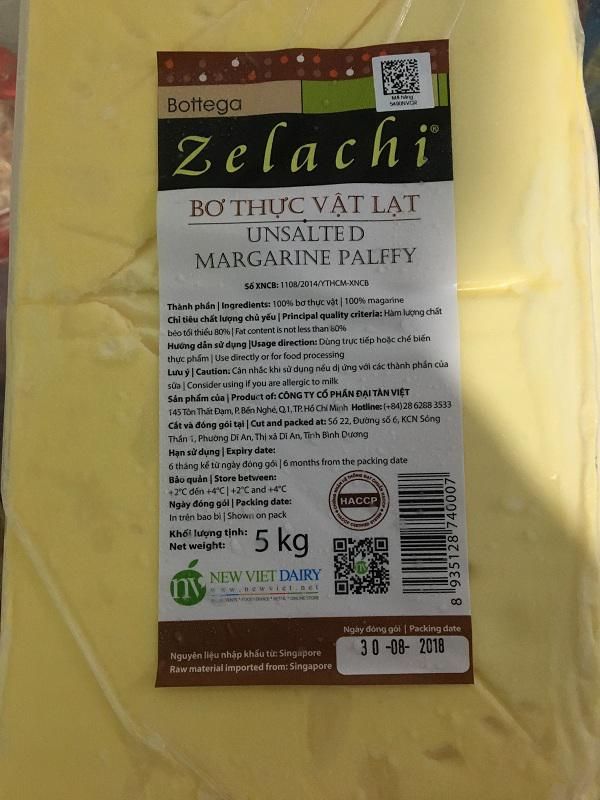 Mã hàng
Bottega
Zelachi®
BƠ THỰC VẬT LẠT
UNSALTED
MARGARINE PALFFY
Số XNCB: 1108/2014/YTHCM-XNCB
Thành phần | Ingredients: 100% bơ thực vật | 100% magarine
Chỉ tiêu chất lượng chủ yếu | Principal quality criteria: Hàm lượng chất
béo tối thiểu 80% | Fat content is not less than 80%
Hướng dẫn sử dụng |Usage direction: Dùng trực tiếp hoặc chế biến
thực phẩm | Use directly or for food processing
Lưu ý | Caution: Cân nhắc khi sử dụng nếu dị ứng với các thành phần của
sữa | Consider using if you are allergic to milk
Sản phẩm của | Product of: CÔNG TY CỔ PHẦN ĐẠI TÂN VIỆT
145 Tôn Thất Đạm, P. Bến Nghé, Q.1, TP. Hồ Chí Minh Hotline: (+84) 28 6288 3533
Cắt và đóng gói tại | Cut and packed at: Số 22, Đường số 6, KCN Sóng
Thần 1, Phường Dĩ An, Thị xã Dĩ An, Tỉnh Bình Dương
Hạn sử dụng | Expiry date:
6 tháng kể từ ngày đóng gói | 6 months from the packing date
Bảo quản | Store between:
+2°C đến +4°C | +2°C and +4°C
Ngày đóng gói | Packing date:
In trên bao bì | Shown on pack
Khối lượng tịnh:
Net weight: 5 kg
HACCP
8 935128 740007
nv NEW VIET DAIRY
www.newviet.net
Ngày đóng gói | Packing date
30 -08- 2018
Nguyên liệu nhập khẩu từ: Singapore
Raw material imported from: Singapore